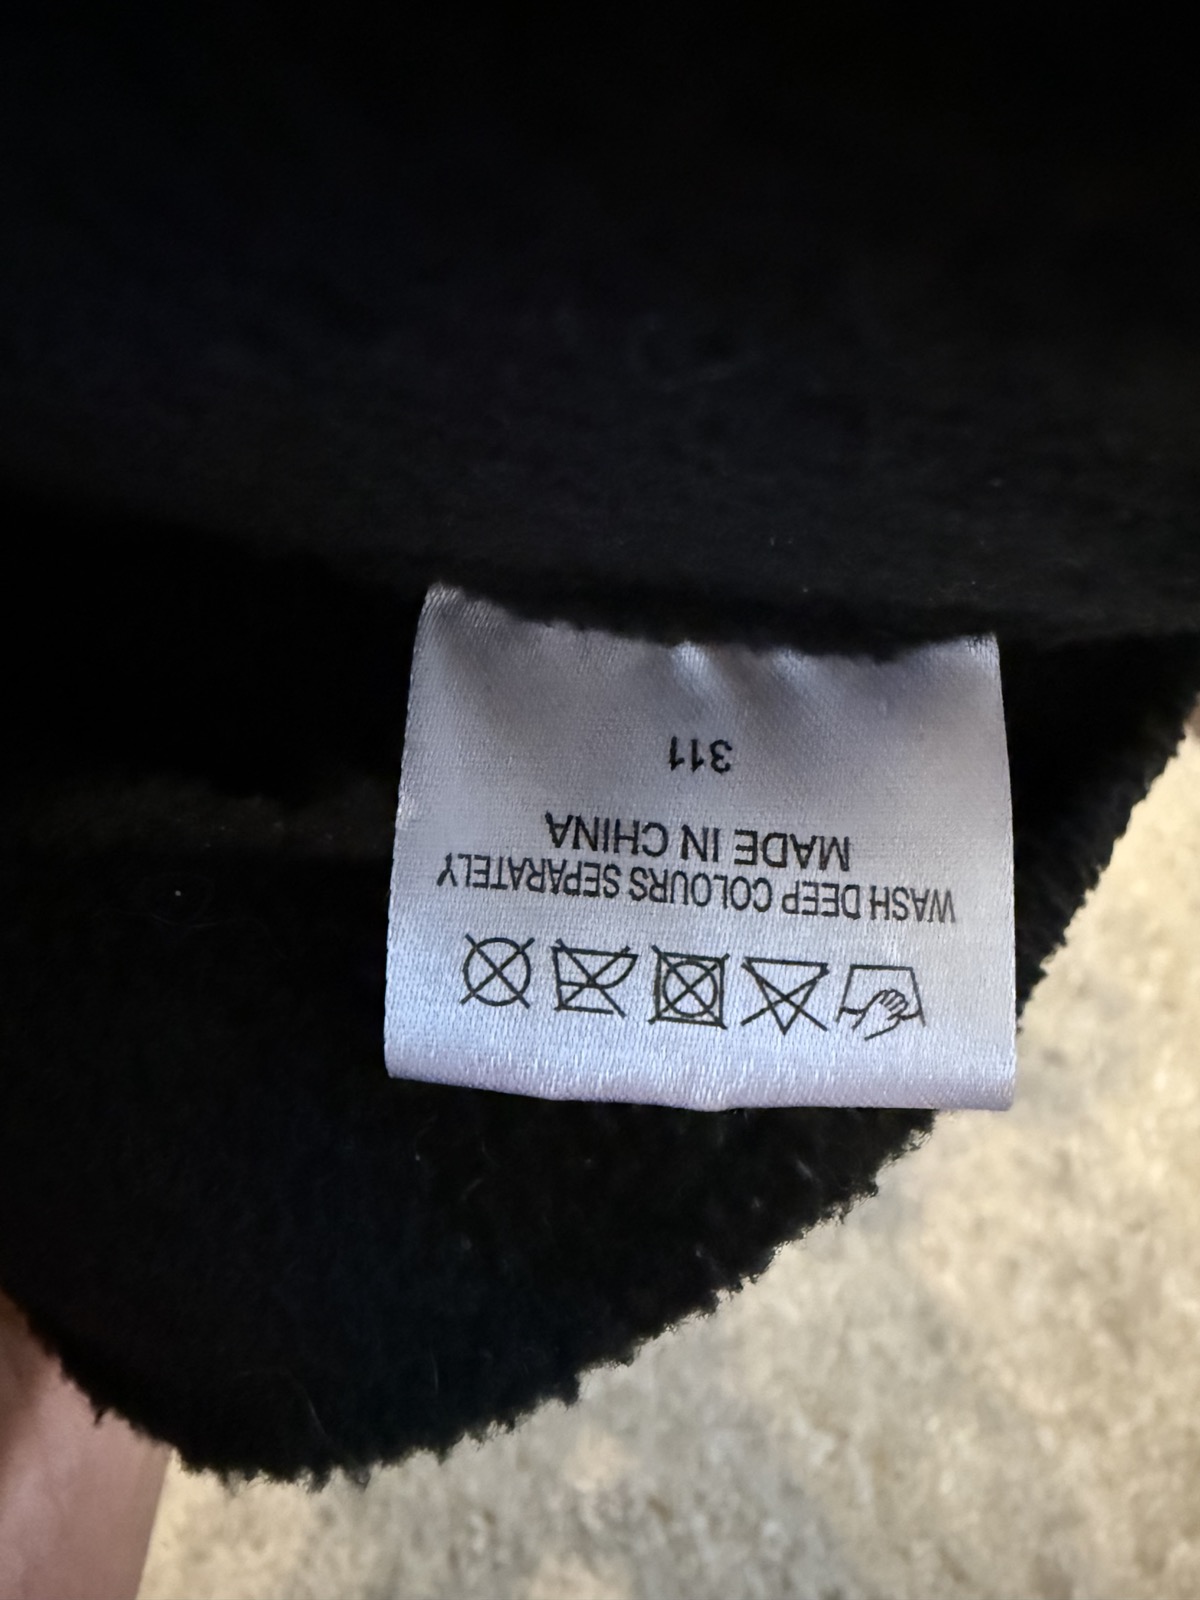 WASH DEEP COLOURS SEPARATELY
MADE IN CHINA
311